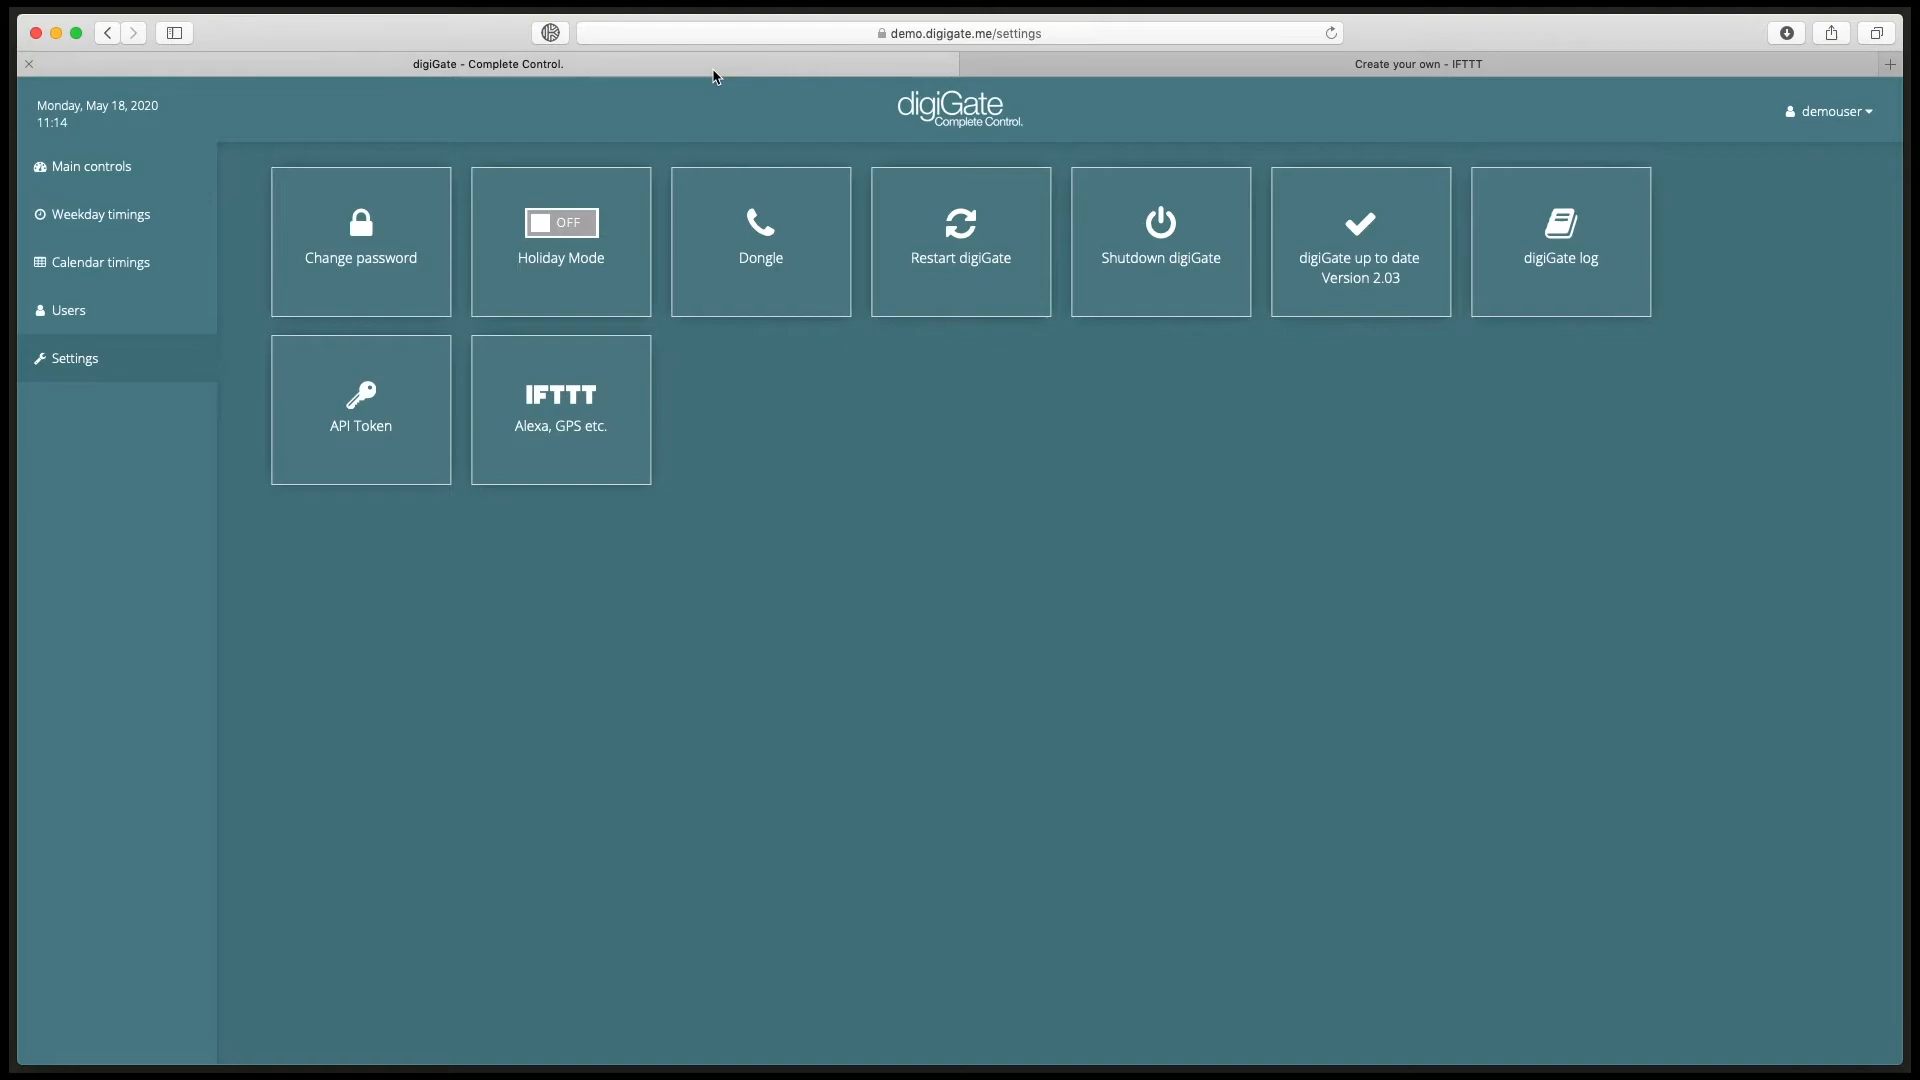 demo.digigate.me/settings
digiGate - Complete Control.
Create your own - IFTTT
Monday, May 18, 2020
11:14
digiGate
Complete Control.
demouser
Main controls
Weekday timings
Calendar timings
Users
Settings
Change password
OFF
Holiday Mode
Dongle
Restart digiGate
Shutdown digiGate
digiGate up to date
Version 2.03
digiGate log
API Token
IFTTT
Alexa, GPS etc.